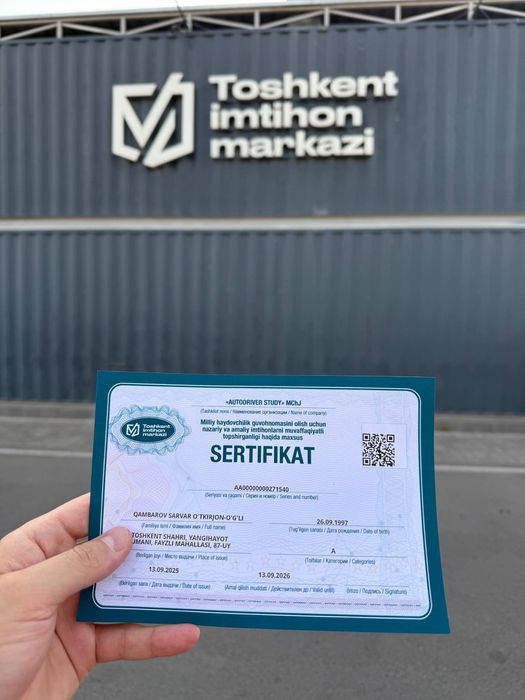 Toshkent
imtihon
markazi
«AUTODRIVER STUDY» MChJ
(Tashkilot nomi / Наименование организации / Name of company)
Toshkent
imtihon
markazi
Milliy haydovchilik guvohnomasini olish uchun
nazariy va amaliy imtihonlarni muvaffaqiyatli
topshirganligi haqida maxsus
SERTIFIKAT
AA00000000271540
(Seriyasi va raqami / Серия и номер / Series and number)
QAMBAROV SARVAR O'TKIRJON-O'G'LI 26.09.1997
(Familiya ismi / Фамилия имя / Full name) (Tug'ilgan sanasi / Дата рождения / Date of birth)
TOSHKENT SHAHRI, YANGIHAYOT
UMANI, FAYZLI MAHALLASI, 87-UY A
(Berilgan joyi / Место выдачи / Place of issue) (Toifalar / Категории / Categories)
13.09.2025 13.09.2026
(Berilgan sana / Дата выдачи / Date of issue) (Amal qilish muddati / Действителен до / Valid until) (Imzo / Подпись / Signature)